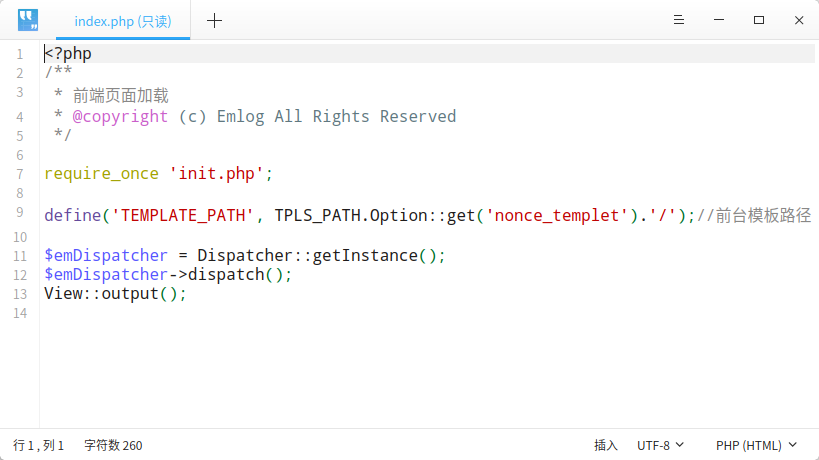 index.php (只读)
1 <?php
2 /**
3 * 前端页面加载
4 * @copyright (c) Emlog All Rights Reserved
5 */
6
7 require_once 'init.php';
8
9 define('TEMPLATE_PATH', TPLS_PATH.Option::get('nonce_templet').'/');//前台模板路径
10
11 $emDispatcher = Dispatcher::getInstance();
12 $emDispatcher->dispatch();
13 View::output();
14
行 1 , 列 1 字符数 260 插入 UTF-8 PHP (HTML)